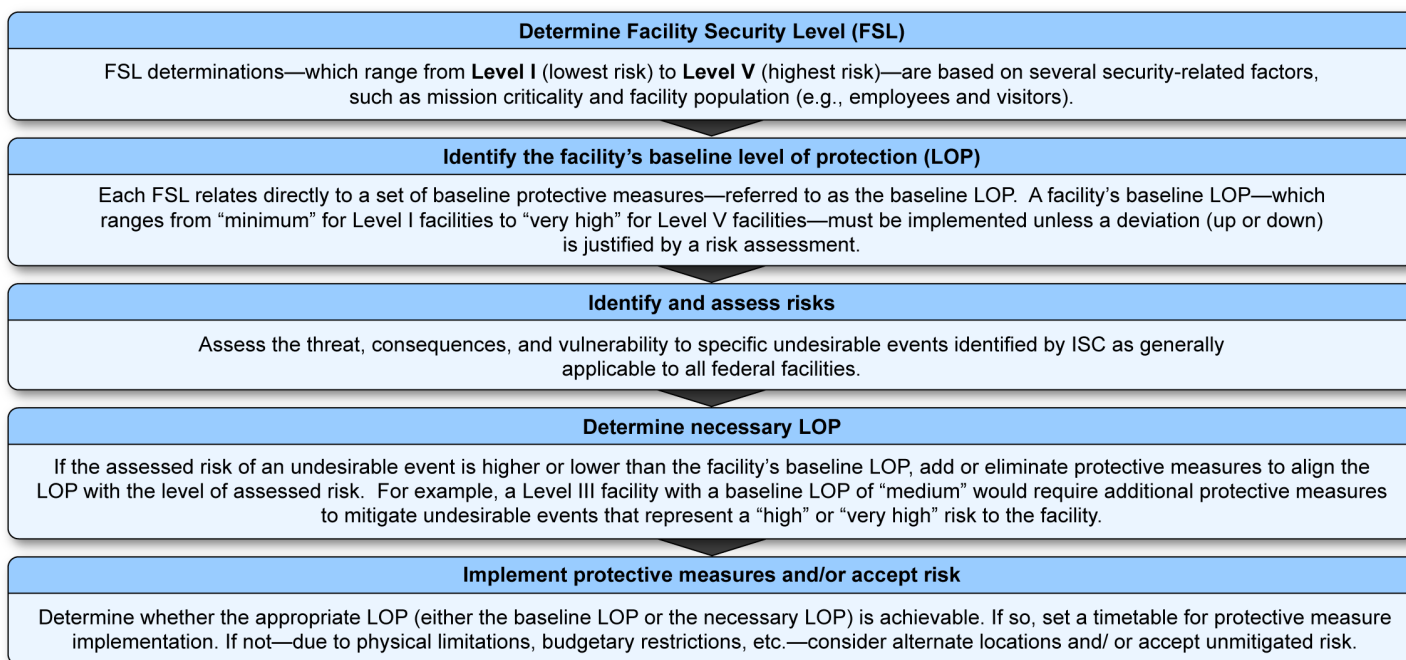 Determine Facility Security Level (FSL)
FSL determinations—which range from Level I (lowest risk) to Level V (highest risk)—are based on several security-related factors,
such as mission criticality and facility population (e.g., employees and visitors).
Identify the facility’s baseline level of protection (LOP)
Each FSL relates directly to a set of baseline protective measures—referred to as the baseline LOP.  A facility’s baseline LOP—which
ranges from “minimum” for Level I facilities to “very high” for Level V facilities—must be implemented unless a deviation (up or down)
is justified by a risk assessment.
Identify and assess risks
Assess the threat, consequences, and vulnerability to specific undesirable events identified by ISC as generally
applicable to all federal facilities.
Determine necessary LOP
If the assessed risk of an undesirable event is higher or lower than the facility’s baseline LOP, add or eliminate protective measures to align the
LOP with the level of assessed risk.  For example, a Level III facility with a baseline LOP of “medium” would require additional protective measures
to mitigate undesirable events that represent a “high” or “very high” risk to the facility.
Implement protective measures and/or accept risk
Determine whether the appropriate LOP (either the baseline LOP or the necessary LOP) is achievable. If so, set a timetable for protective measure
implementation. If not—due to physical limitations, budgetary restrictions, etc.—consider alternate locations and/ or accept unmitigated risk.